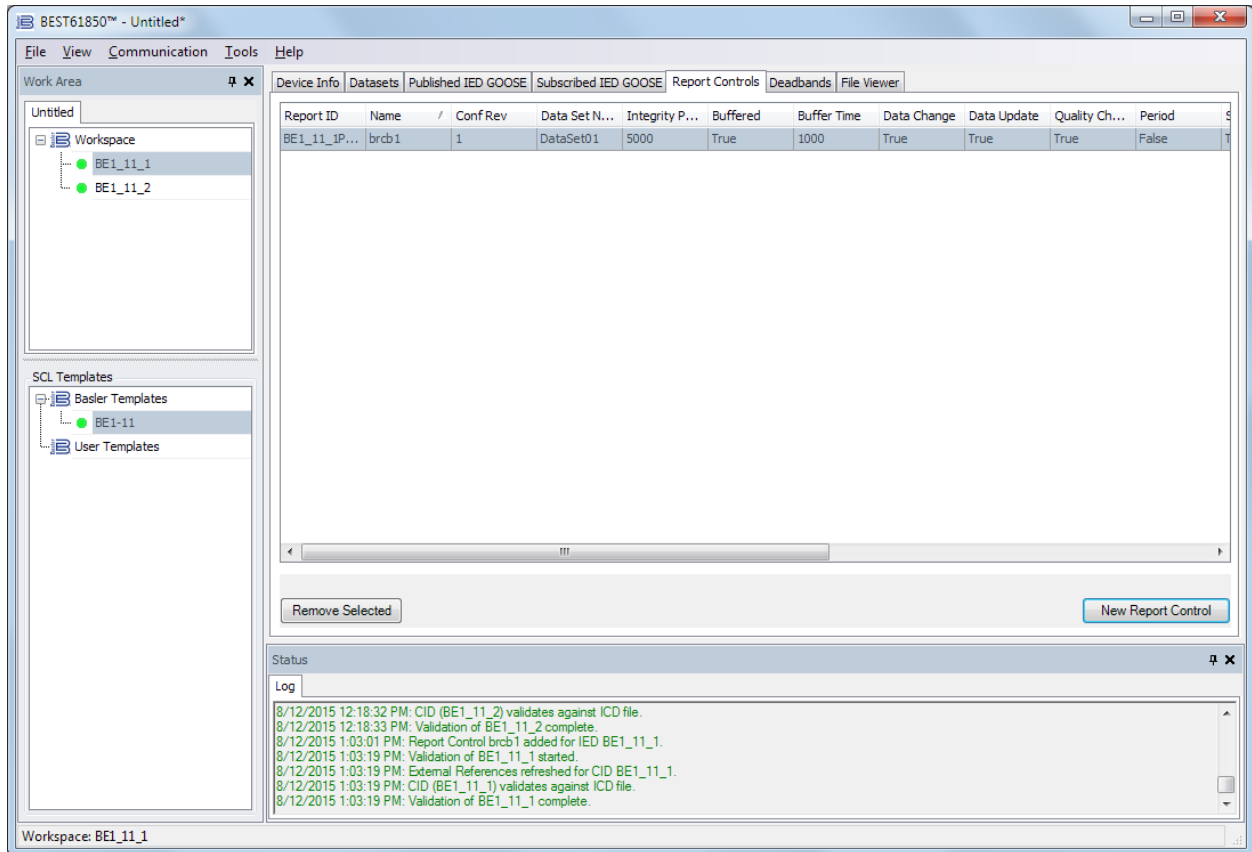 BEST61850™ - Untitled*
File View Communication Tools Help
Work Area
Untitled
Workspace
BE1_11_1
BE1_11_2
SCL Templates
Basler Templates
BE1-11
User Templates
Device Info Datasets Published IED GOOSE Subscribed IED GOOSE Report Controls Deadbands File Viewer
Report ID Name / Conf Rev Data Set N... Integrity P... Buffered Buffer Time Data Change Data Update Quality Ch... Period S
BE1_11_1P... brcb1 1 DataSet01 5000 True 1000 True True True False T
Remove Selected New Report Control
Status
Log
8/12/2015 12:18:32 PM: CID (BE1_11_2) validates against ICD file.
8/12/2015 12:18:33 PM: Validation of BE1_11_2 complete.
8/12/2015 1:03:01 PM: Report Control brcb1 added for IED BE1_11_1.
8/12/2015 1:03:19 PM: Validation of BE1_11_1 started.
8/12/2015 1:03:19 PM: External References refreshed for CID BE1_11_1.
8/12/2015 1:03:19 PM: CID (BE1_11_1) validates against ICD file.
8/12/2015 1:03:19 PM: Validation of BE1_11_1 complete.
Workspace: BE1_11_1